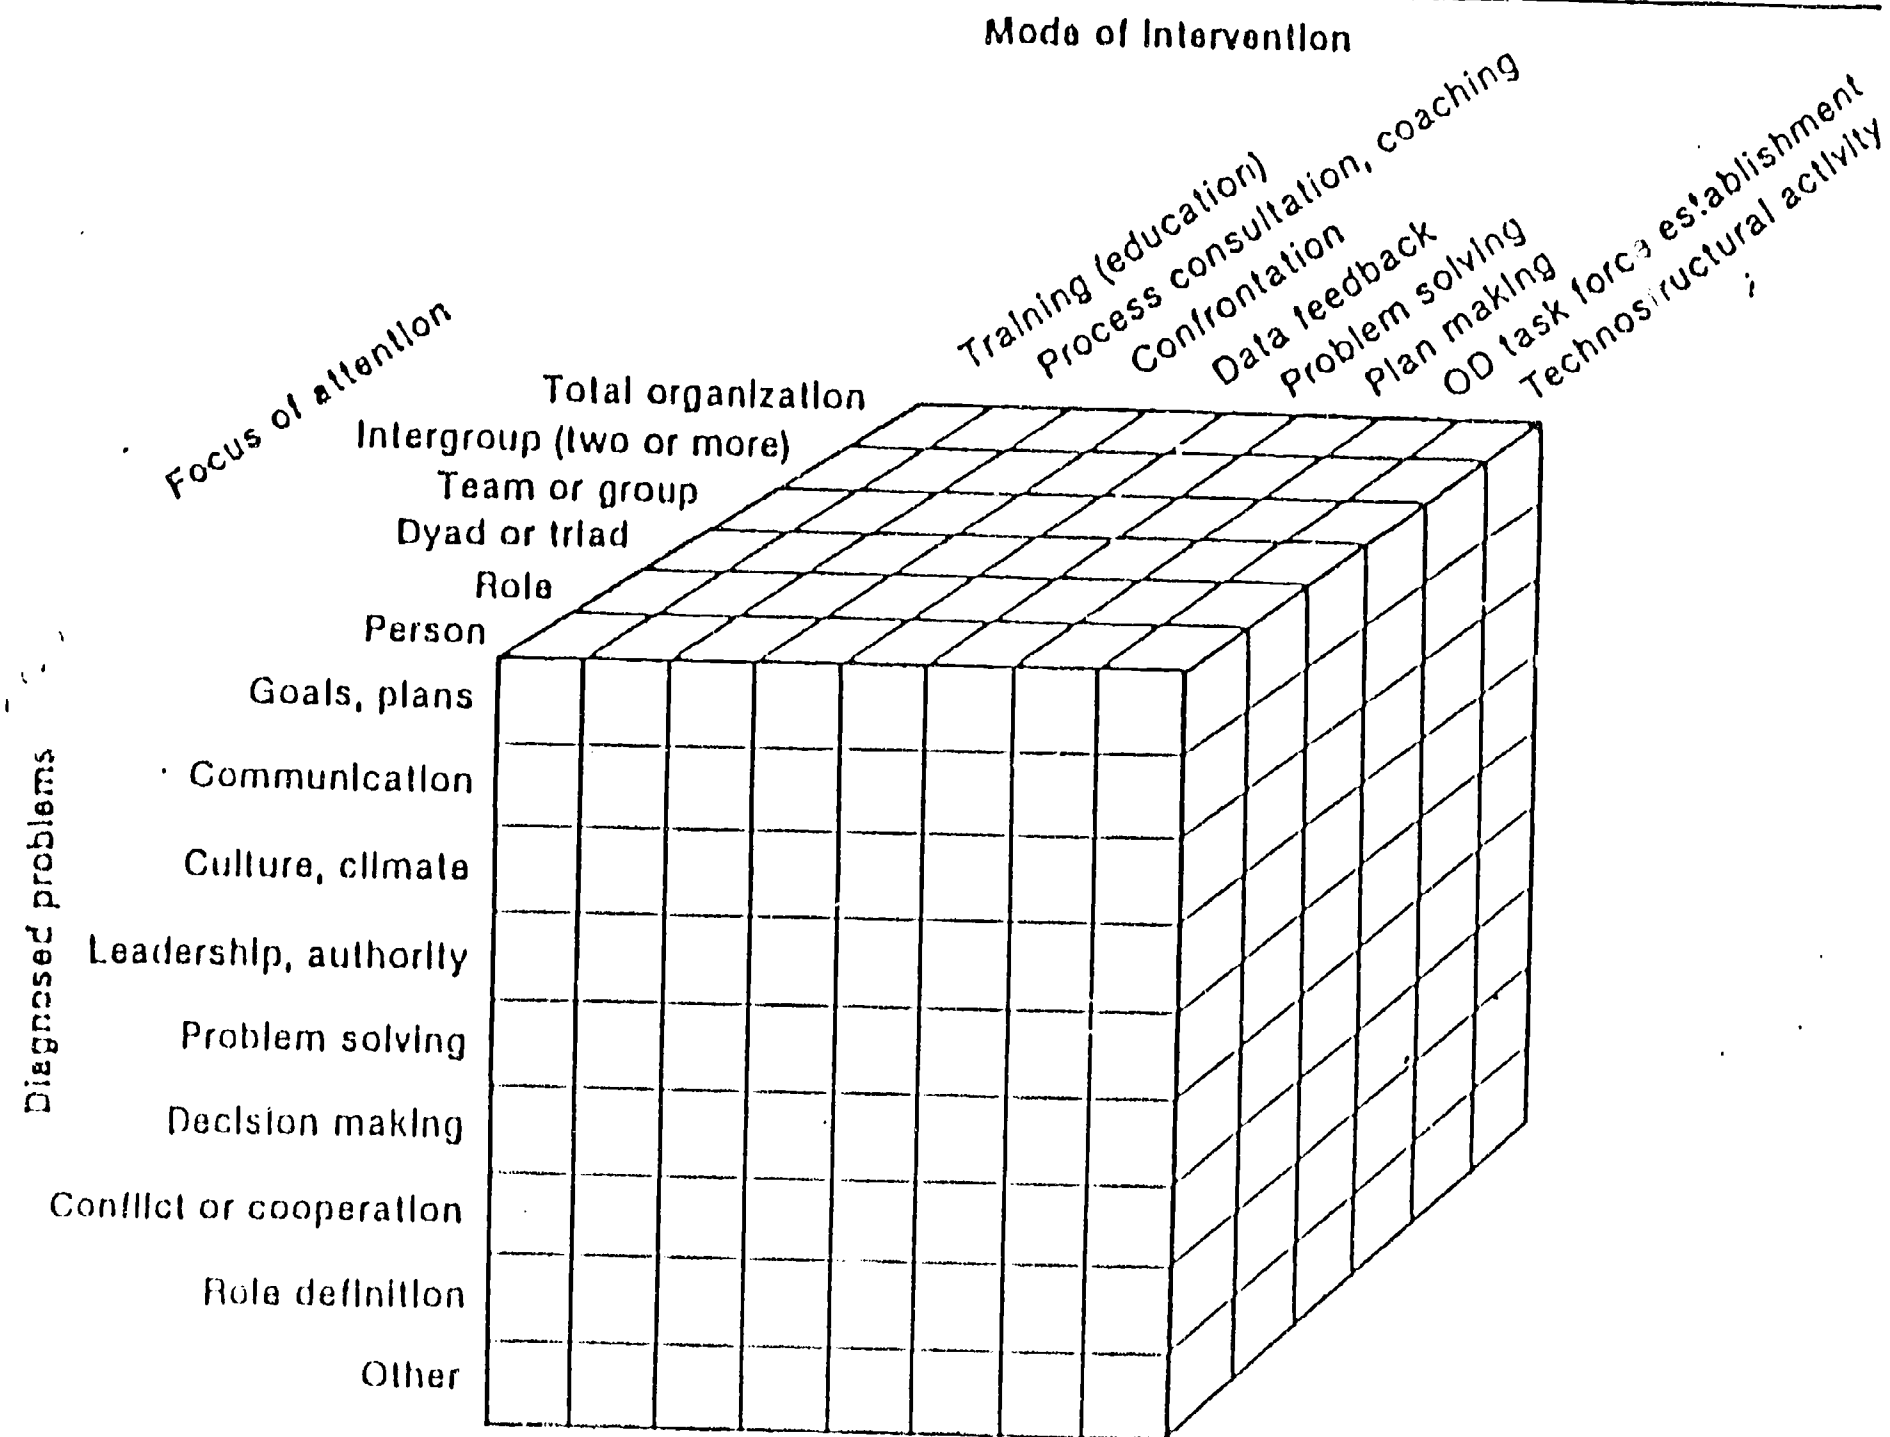 Mode of Intervention
Training (education)
Process consultation, coaching
Confrontation
Data feedback
Problem solving
Plan making
OD task force establishment
Technostructural activity
Focus of attention
Total organization
Intergroup (two or more)
Team or group
Dyad or triad
Role
Person
Diagnosed problems
Goals, plans
Communication
Culture, climate
Leadership, authority
Problem solving
Decision making
Conflict or cooperation
Role definition
Other